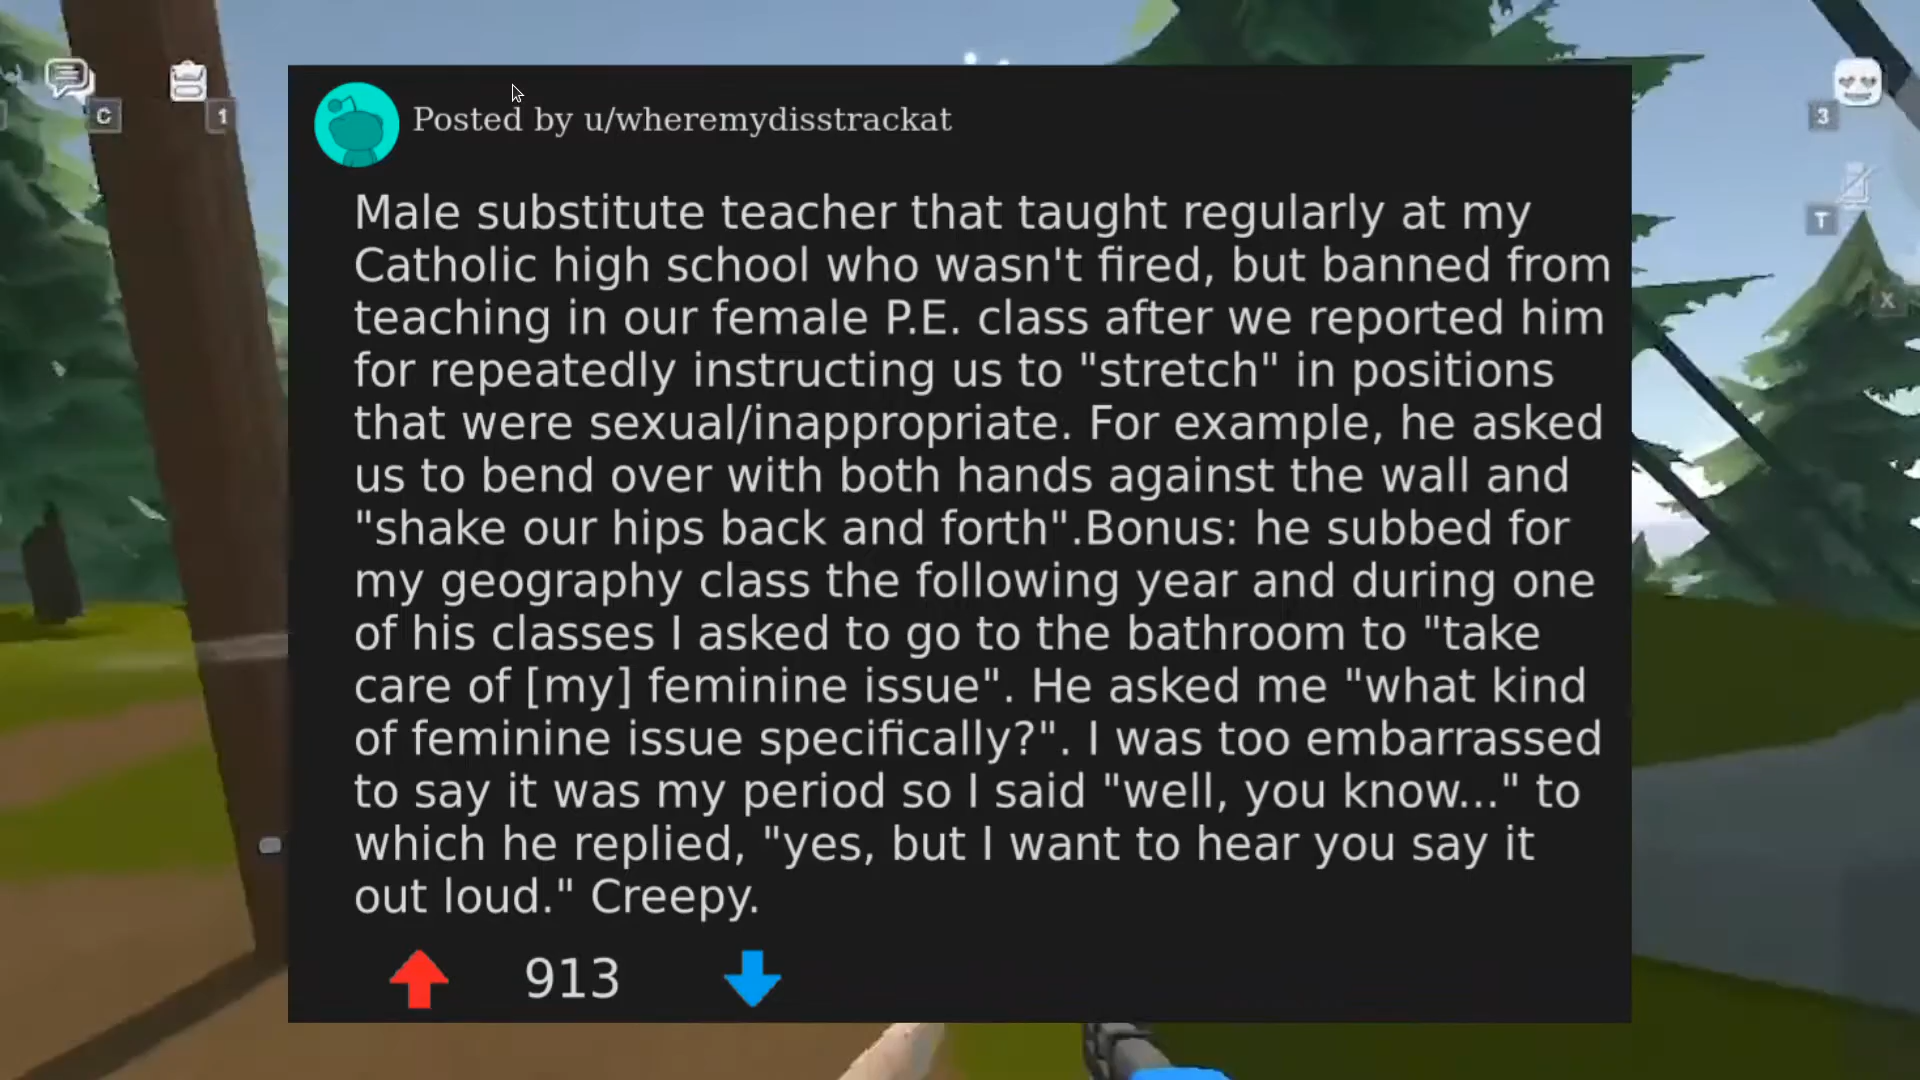 Posted by u/wheremydisstrackat
Male substitute teacher that taught regularly at my
Catholic high school who wasn't fired, but banned from
teaching in our female P.E. class after we reported him
for repeatedly instructing us to "stretch" in positions
that were sexual/inappropriate. For example, he asked
us to bend over with both hands against the wall and
"shake our hips back and forth".Bonus: he subbed for
my geography class the following year and during one
of his classes I asked to go to the bathroom to "take
care of [my] feminine issue". He asked me "what kind
of feminine issue specifically?". I was too embarrassed
to say it was my period so I said "well, you know..." to
which he replied, "yes, but I want to hear you say it
out loud." Creepy.
913
C
1
3
T
X